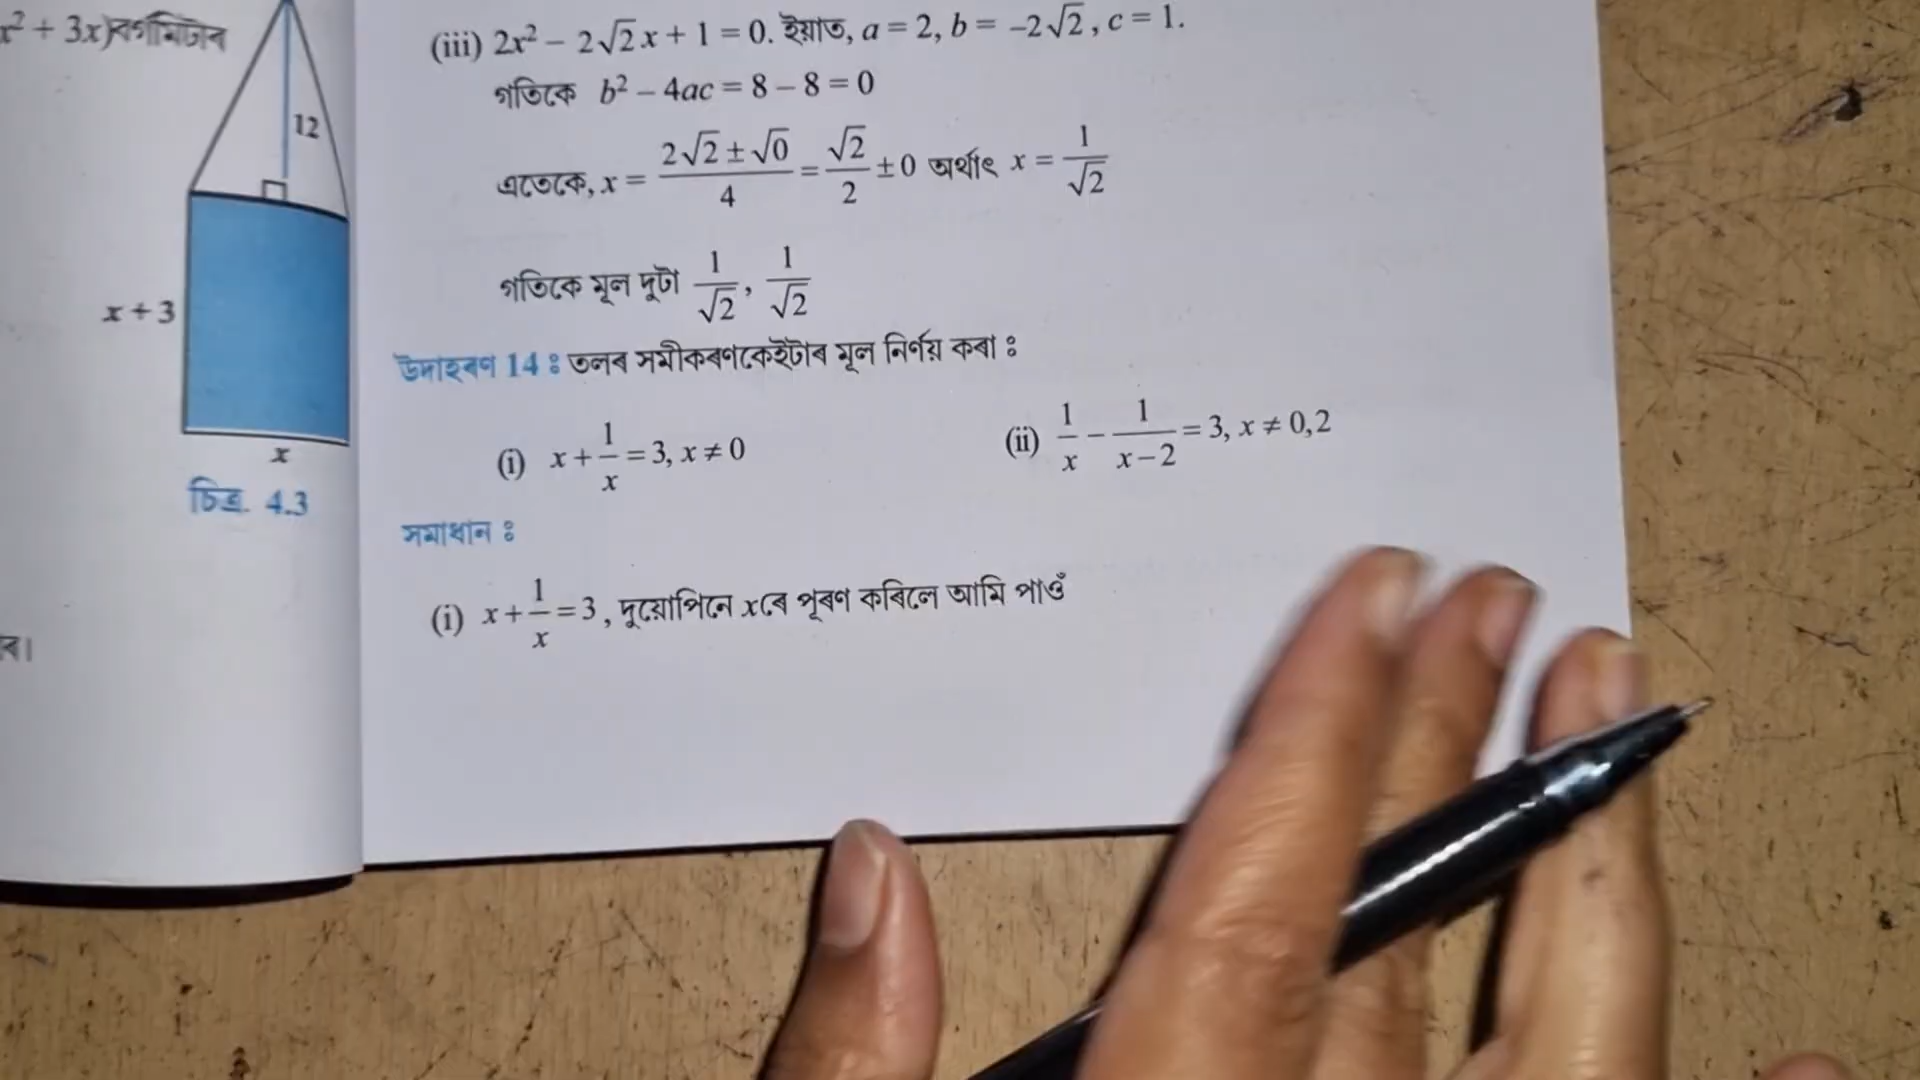 x² + 3x) বৰ্গমিটাৰ
12
x + 3
x
চিত্ৰ. 4.3
ৰ।
(iii) 2x² − 2√2x + 1 = 0. ইয়াত, a = 2, b = −2√2, c = 1.
গতিকে b² − 4ac = 8 − 8 = 0
এতেকে, x = (2√2 ± √0)/4 = √2/2 ± 0 অৰ্থাৎ x = 1/√2
গতিকে মূল দুটা 1/√2, 1/√2
উদাহৰণ 14 ঃ তলৰ সমীকৰণকেইটাৰ মূল নিৰ্ণয় কৰা ঃ
(i) x + 1/x = 3, x ≠ 0 (ii) 1/x − 1/(x−2) = 3, x ≠ 0,2
সমাধান ঃ
(i) x + 1/x = 3, দুয়োপিনে xৰে পূৰণ কৰিলে আমি পাওঁ